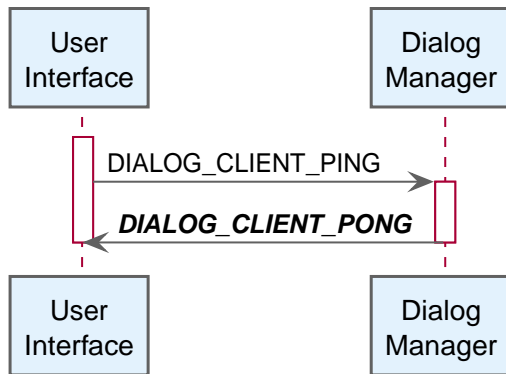 User
Interface
Dialog
Manager
DIALOG_CLIENT_PING
DIALOG_CLIENT_PONG
User
Interface
Dialog
Manager